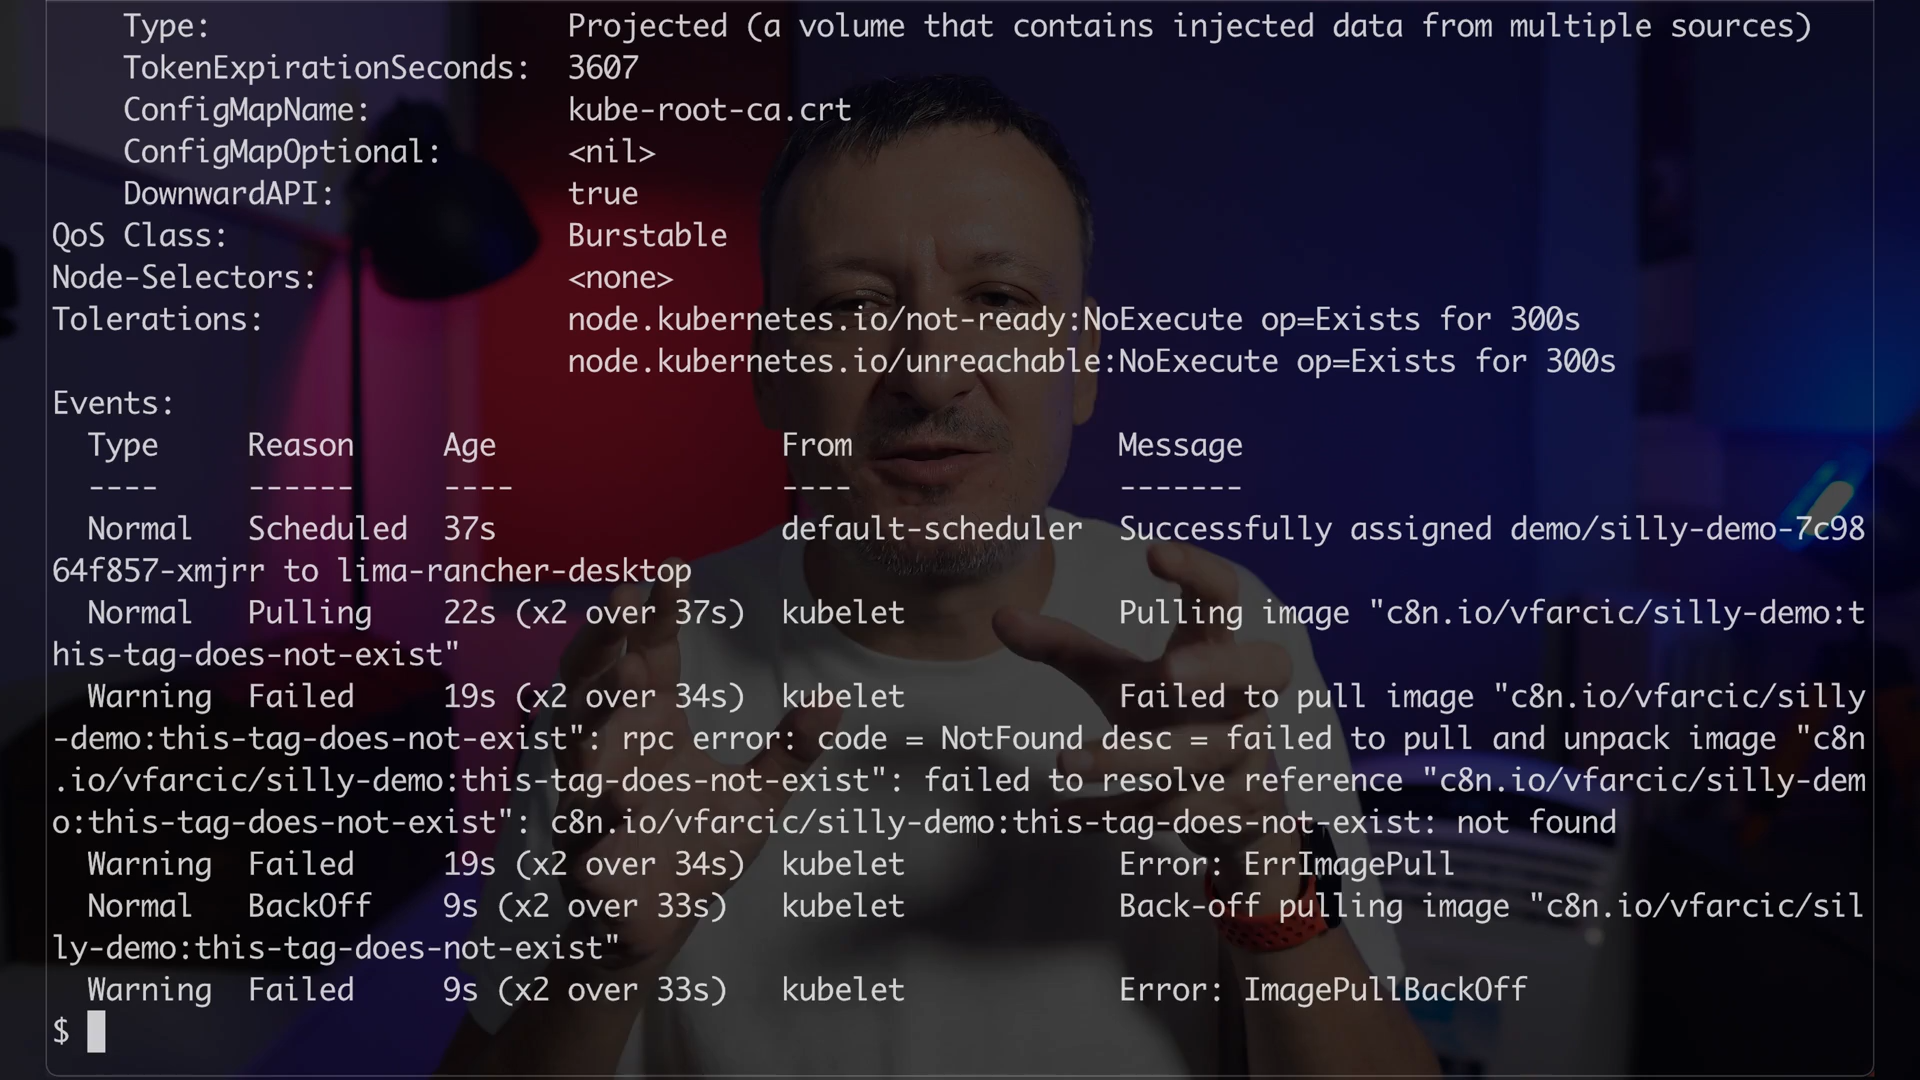 Type: Projected (a volume that contains injected data from multiple sources)
TokenExpirationSeconds: 3607
ConfigMapName: kube-root-ca.crt
ConfigMapOptional: <nil>
DownwardAPI: true
QoS Class: Burstable
Node-Selectors: <none>
Tolerations: node.kubernetes.io/not-ready:NoExecute op=Exists for 300s
node.kubernetes.io/unreachable:NoExecute op=Exists for 300s
Events:
Type Reason Age From Message
---- ------ ---- ---- -------
Normal Scheduled 37s default-scheduler Successfully assigned demo/silly-demo-7c98
64f857-xmjrr to lima-rancher-desktop
Normal Pulling 22s (x2 over 37s) kubelet Pulling image "c8n.io/vfarcic/silly-demo:t
his-tag-does-not-exist"
Warning Failed 19s (x2 over 34s) kubelet Failed to pull image "c8n.io/vfarcic/silly
-demo:this-tag-does-not-exist": rpc error: code = NotFound desc = failed to pull and unpack image "c8n
.io/vfarcic/silly-demo:this-tag-does-not-exist": failed to resolve reference "c8n.io/vfarcic/silly-dem
o:this-tag-does-not-exist": c8n.io/vfarcic/silly-demo:this-tag-does-not-exist: not found
Warning Failed 19s (x2 over 34s) kubelet Error: ErrImagePull
Normal BackOff 9s (x2 over 33s) kubelet Back-off pulling image "c8n.io/vfarcic/sil
ly-demo:this-tag-does-not-exist"
Warning Failed 9s (x2 over 33s) kubelet Error: ImagePullBackOff
$